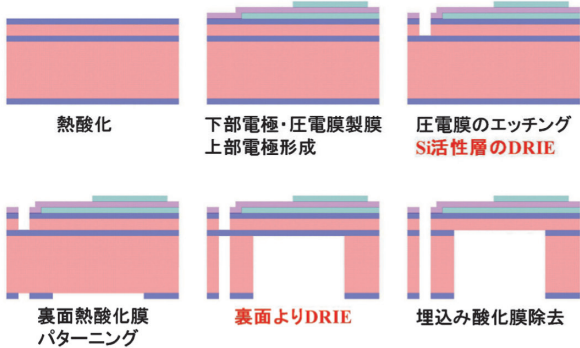 熱酸化
下部電極・圧電膜製膜
上部電極形成
圧電膜のエッチング
Si活性層のDRIE
裏面熱酸化膜
パターニング
裏面よりDRIE
埋込み酸化膜除去